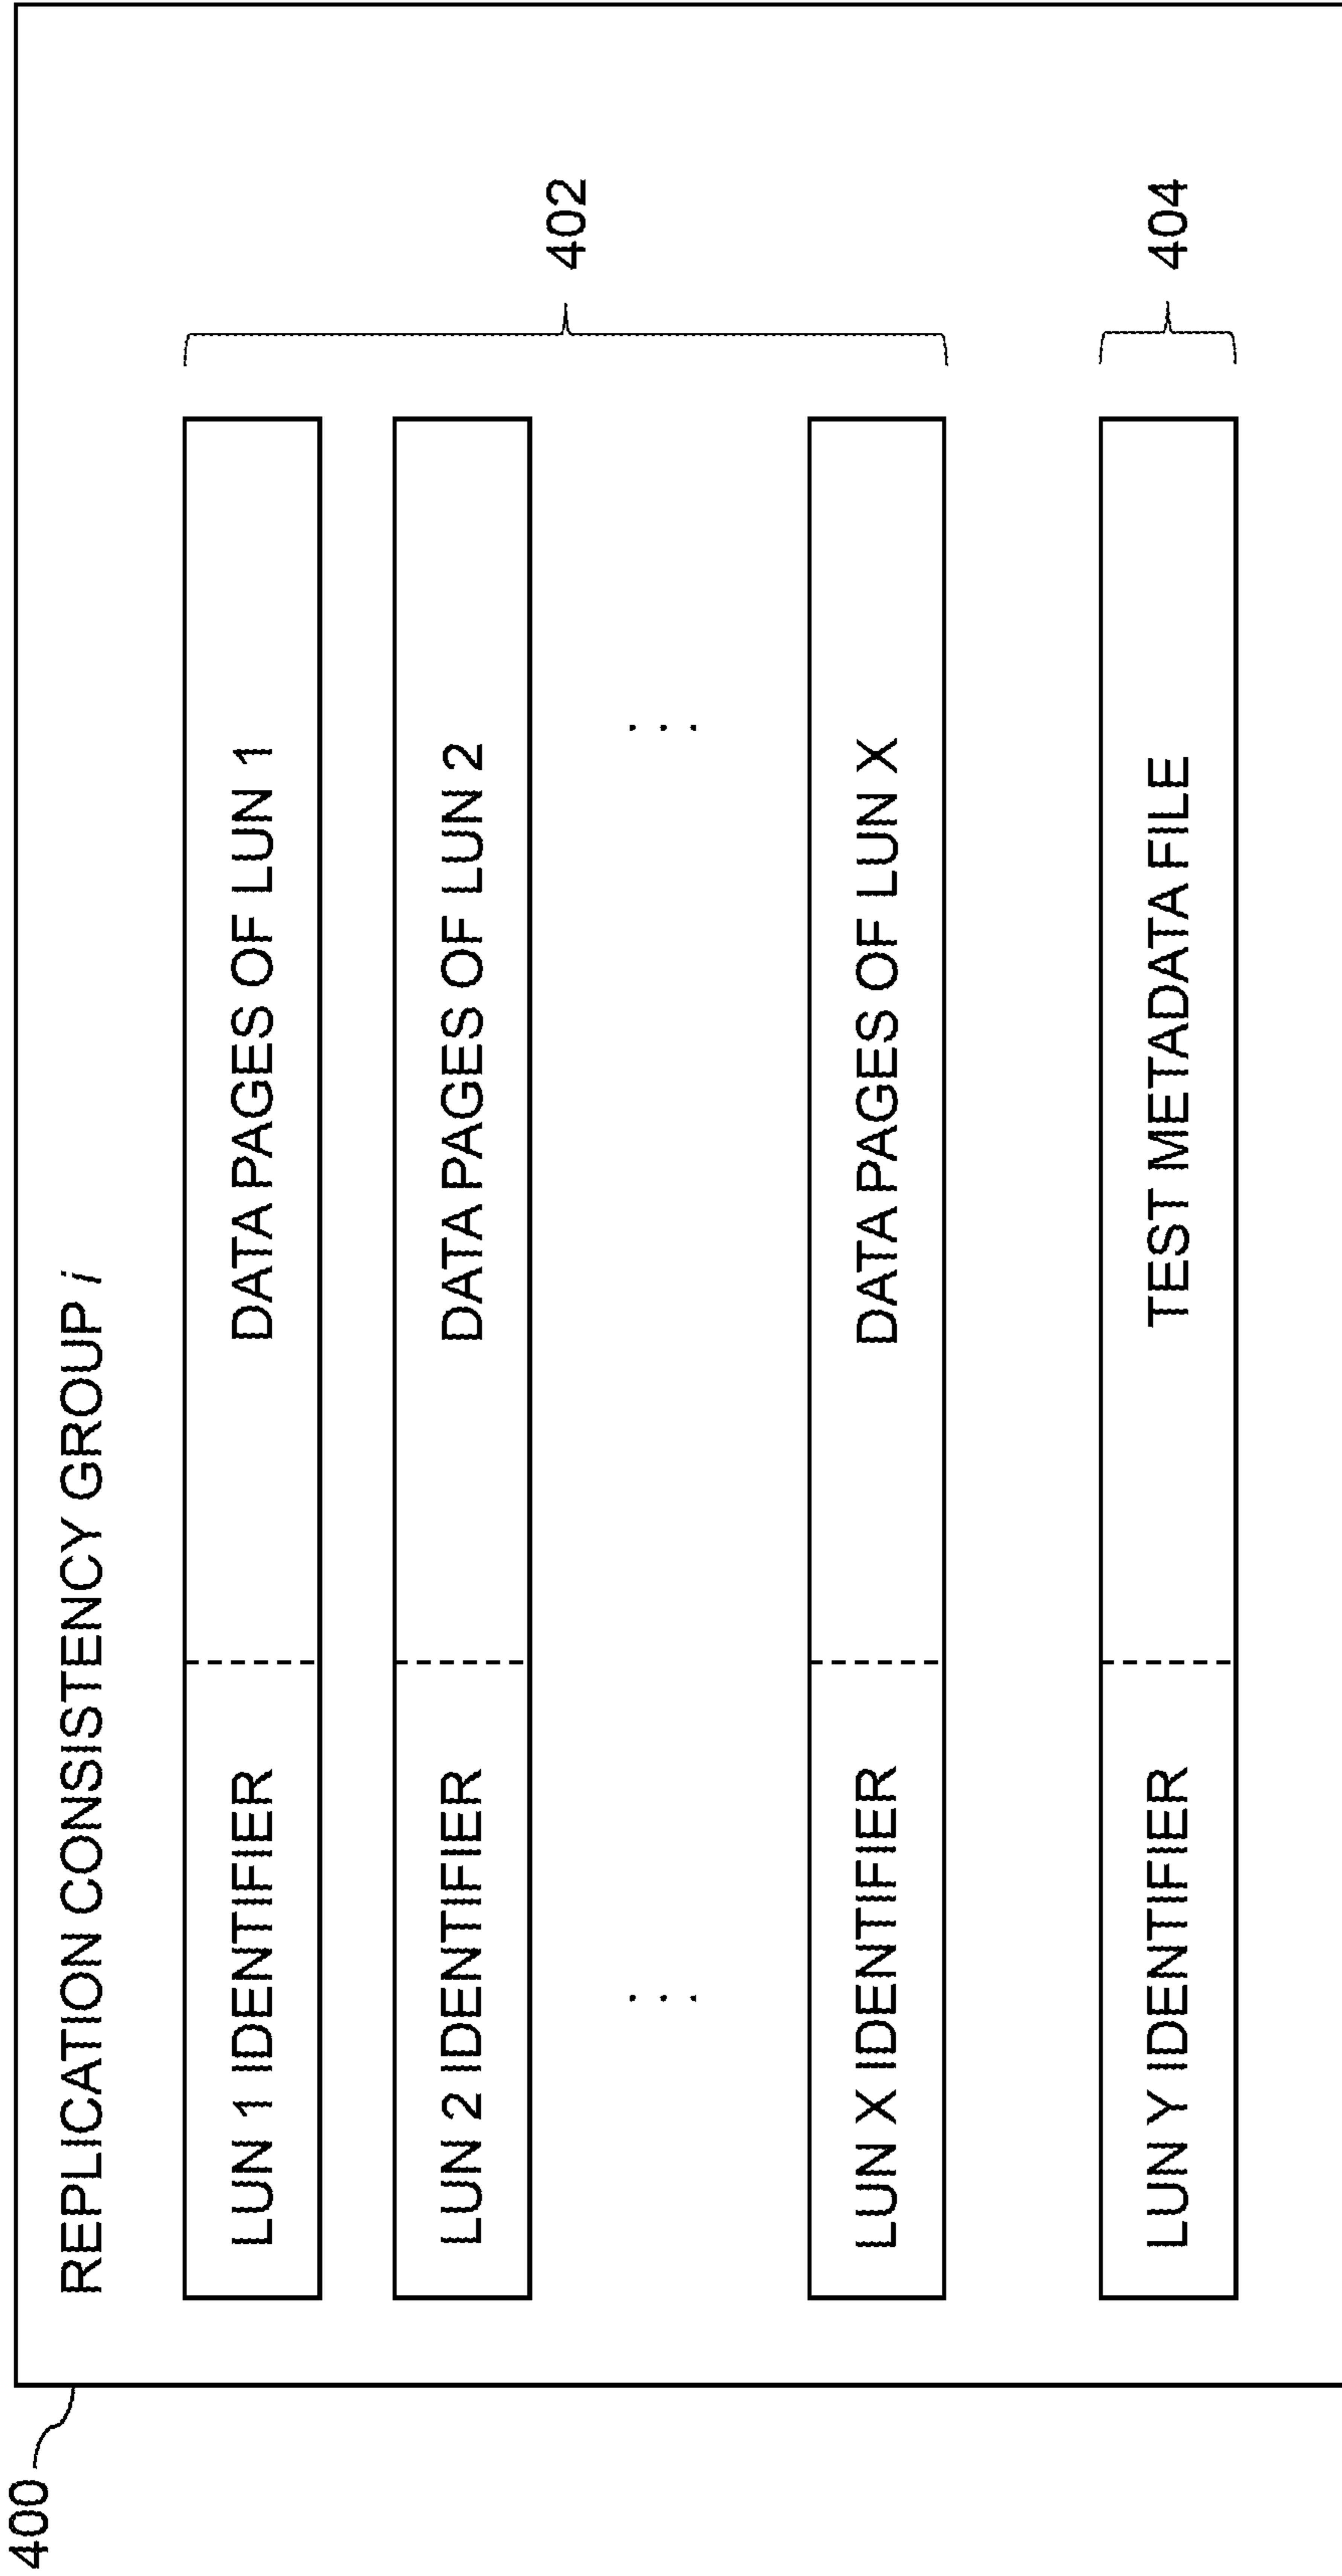 400
REPLICATION CONSISTENCY GROUP i
LUN 1 IDENTIFIER DATA PAGES OF LUN 1
LUN 2 IDENTIFIER DATA PAGES OF LUN 2
. . . . . .
402
LUN X IDENTIFIER DATA PAGES OF LUN X
LUN Y IDENTIFIER TEST METADATA FILE
404